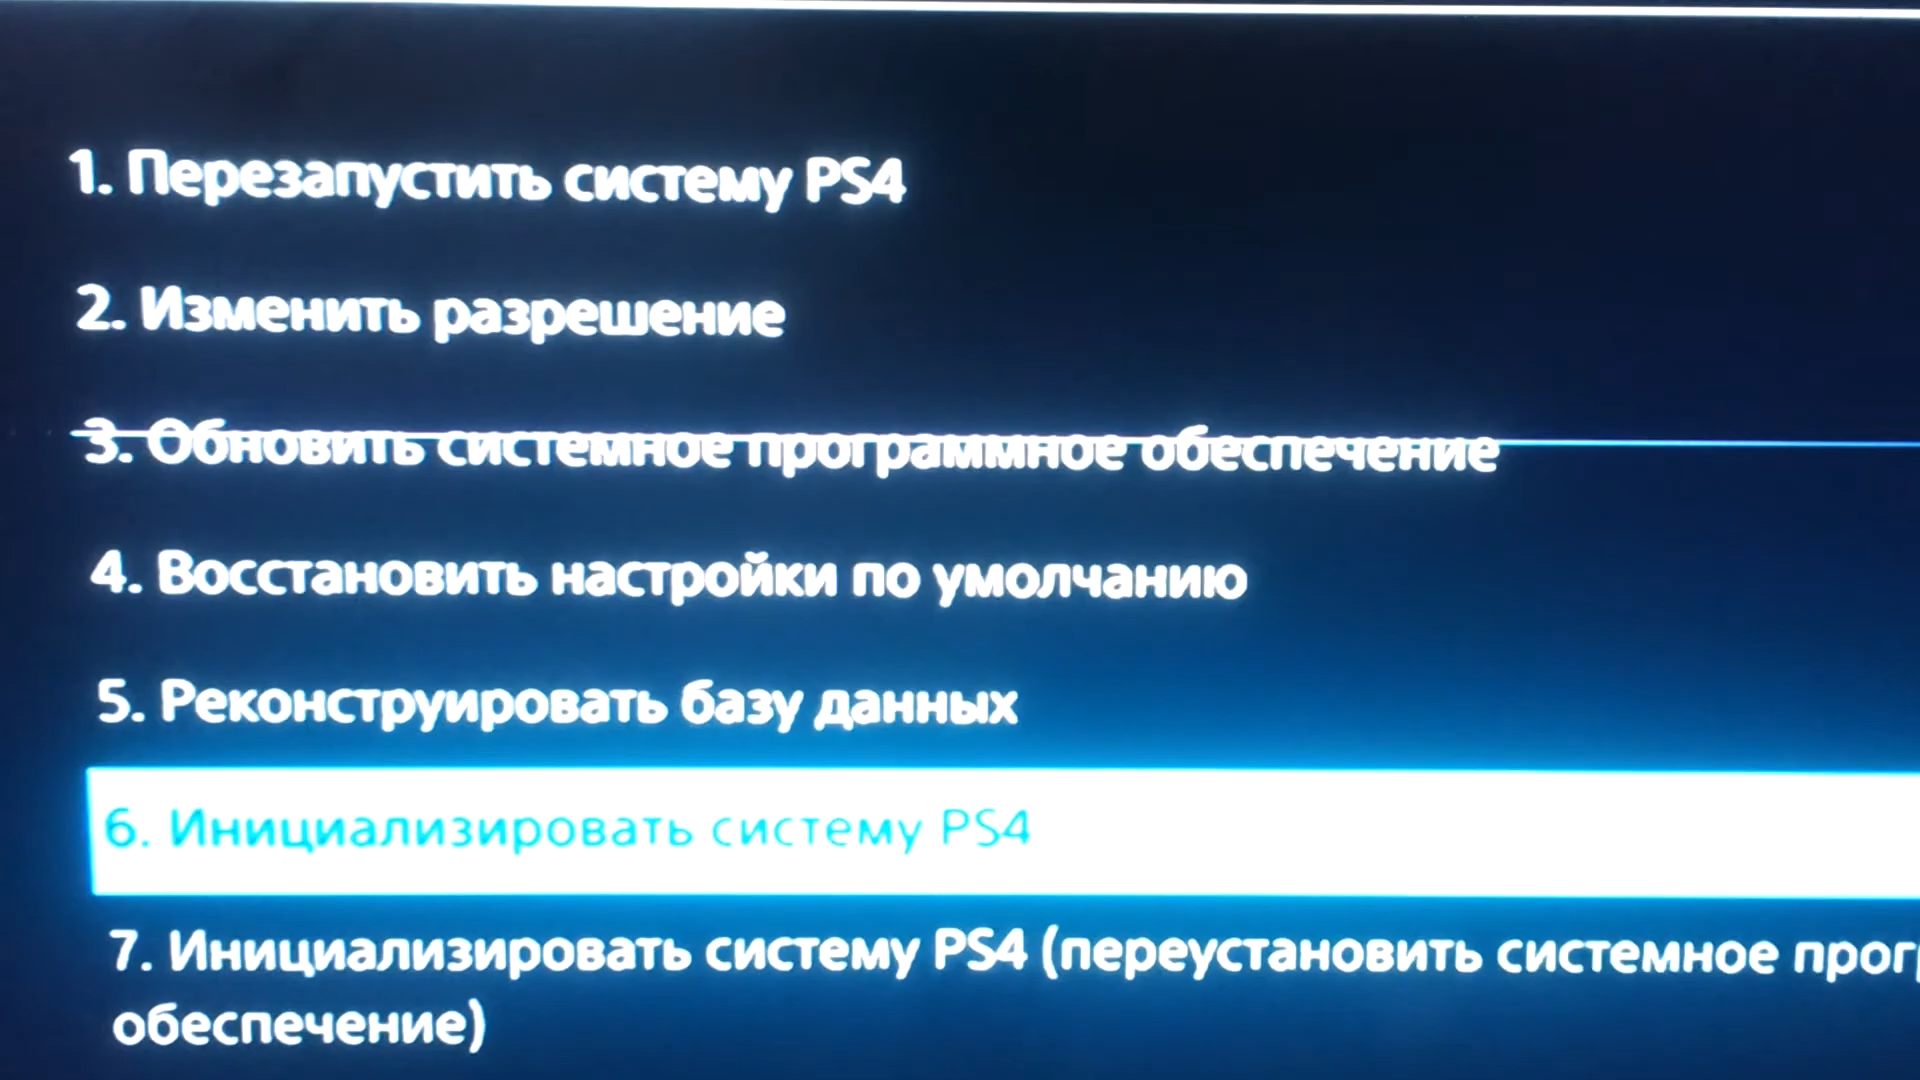 1. Перезапустить систему PS4
2. Изменить разрешение
3. Обновить системное программное обеспечение
4. Восстановить настройки по умолчанию
5. Реконструировать базу данных
6. Инициализировать систему PS4
7. Инициализировать систему PS4 (переустановить системное
обеспечение)